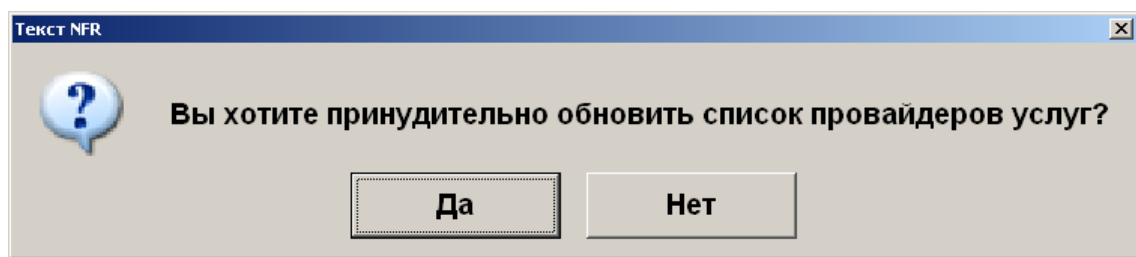 Текст NFR
Вы хотите принудительно обновить список провайдеров услуг?
Да
Нет